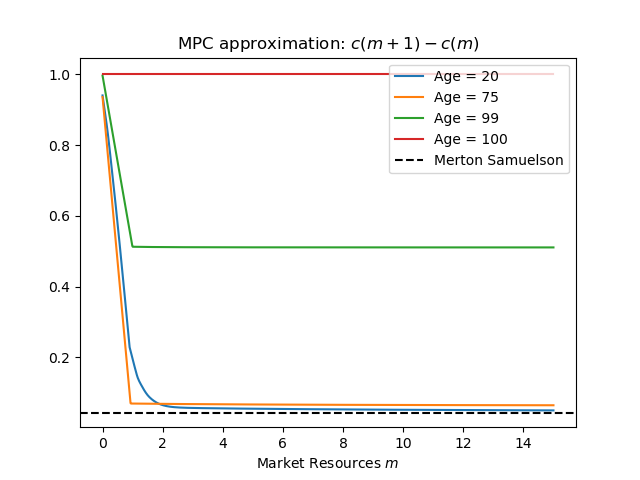 MPC approximation: c(m + 1) − c(m)
1.0
0.8
0.6
0.4
0.2
Age = 20
Age = 75
Age = 99
Age = 100
Merton Samuelson
0 2 4 6 8 10 12 14
Market Resources m